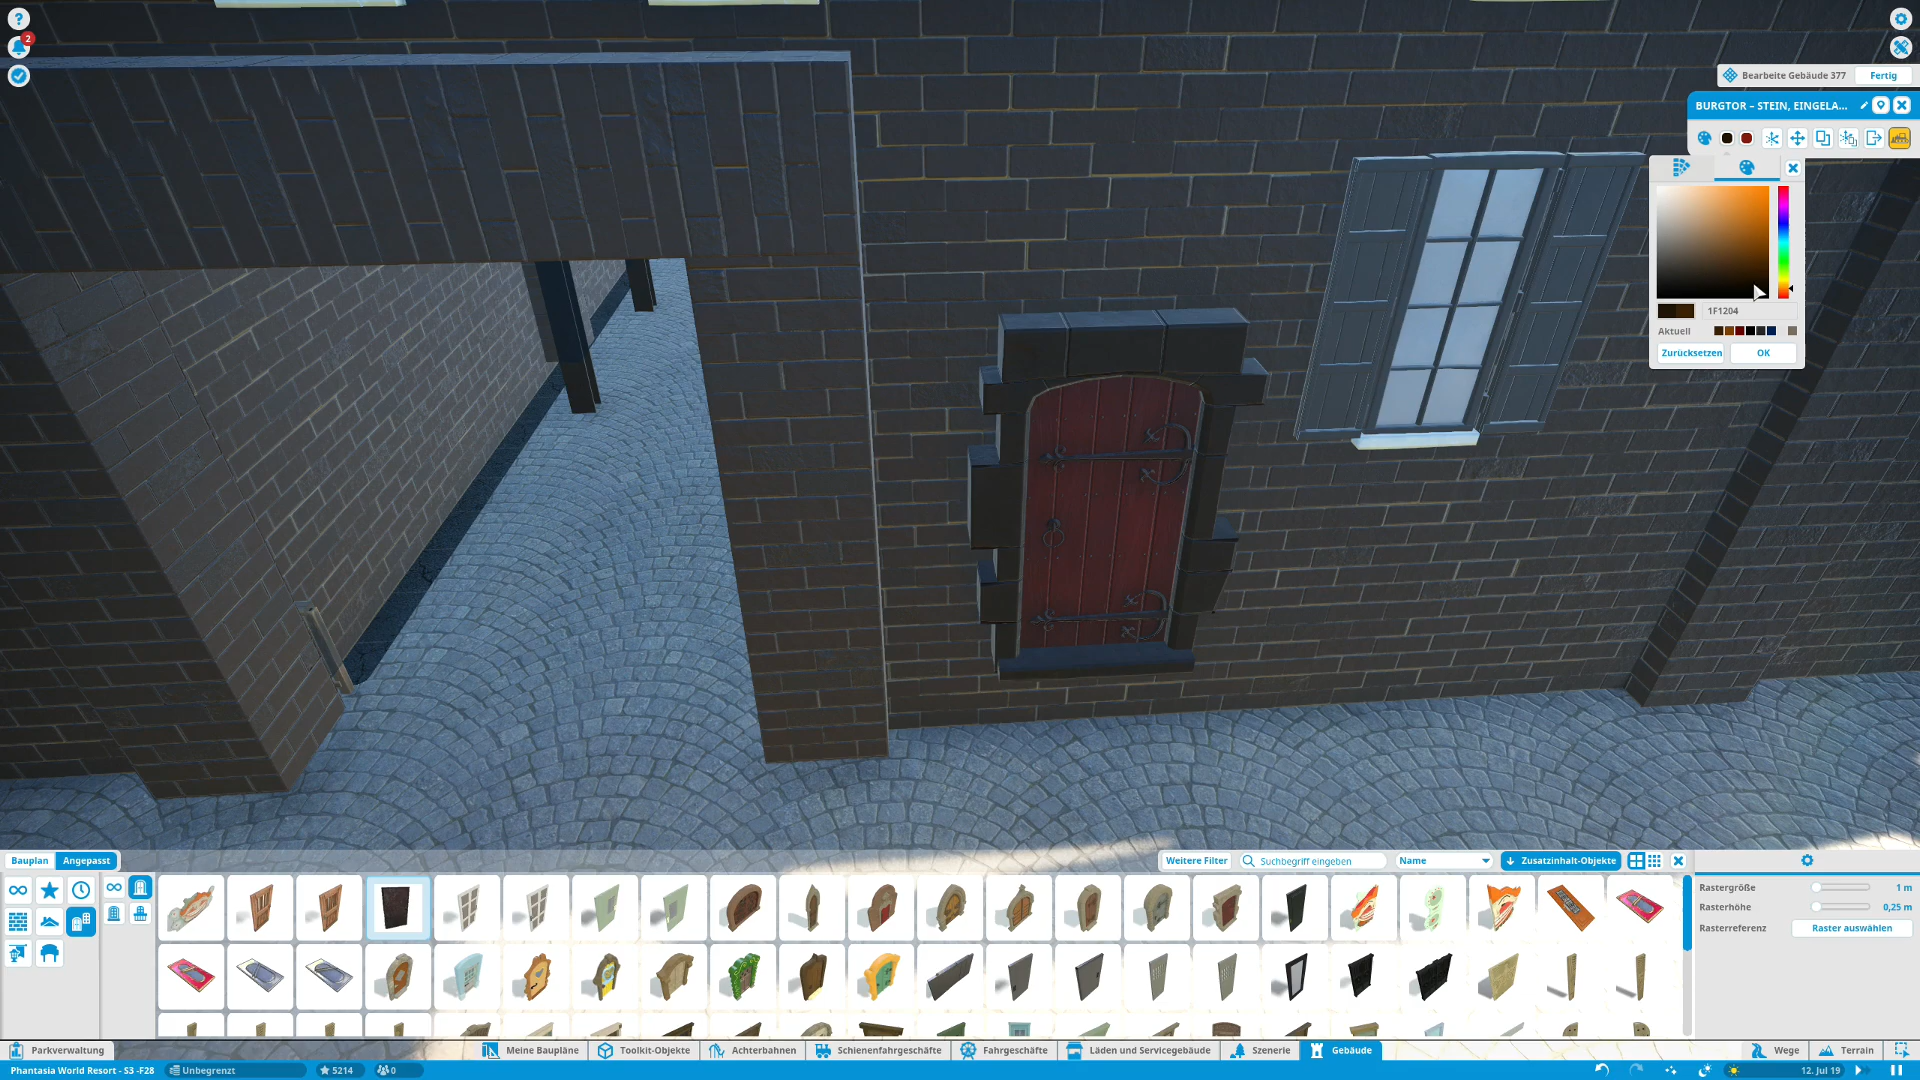 2
Bearbeite Gebäude 377
Fertig
BURGTOR – STEIN, EINGELA...
1F1204
Aktuell
Zurücksetzen
OK
Bauplan
Angepasst
Weitere Filter
Suchbegriff eingeben
Name
Zusatzinhalt-Objekte
Rastergröße
1 m
Rasterhöhe
0,25 m
Rasterreferenz
Raster auswählen
Parkverwaltung
Meine Baupläne
Toolkit-Objekte
Achterbahnen
Schienenfahrgeschäfte
Fahrgeschäfte
Läden und Servicegebäude
Szenerie
Gebäude
Wege
Terrain
Phantasia World Resort - S3 -F28
Unbegrenzt
5214
0
12. Jul 19